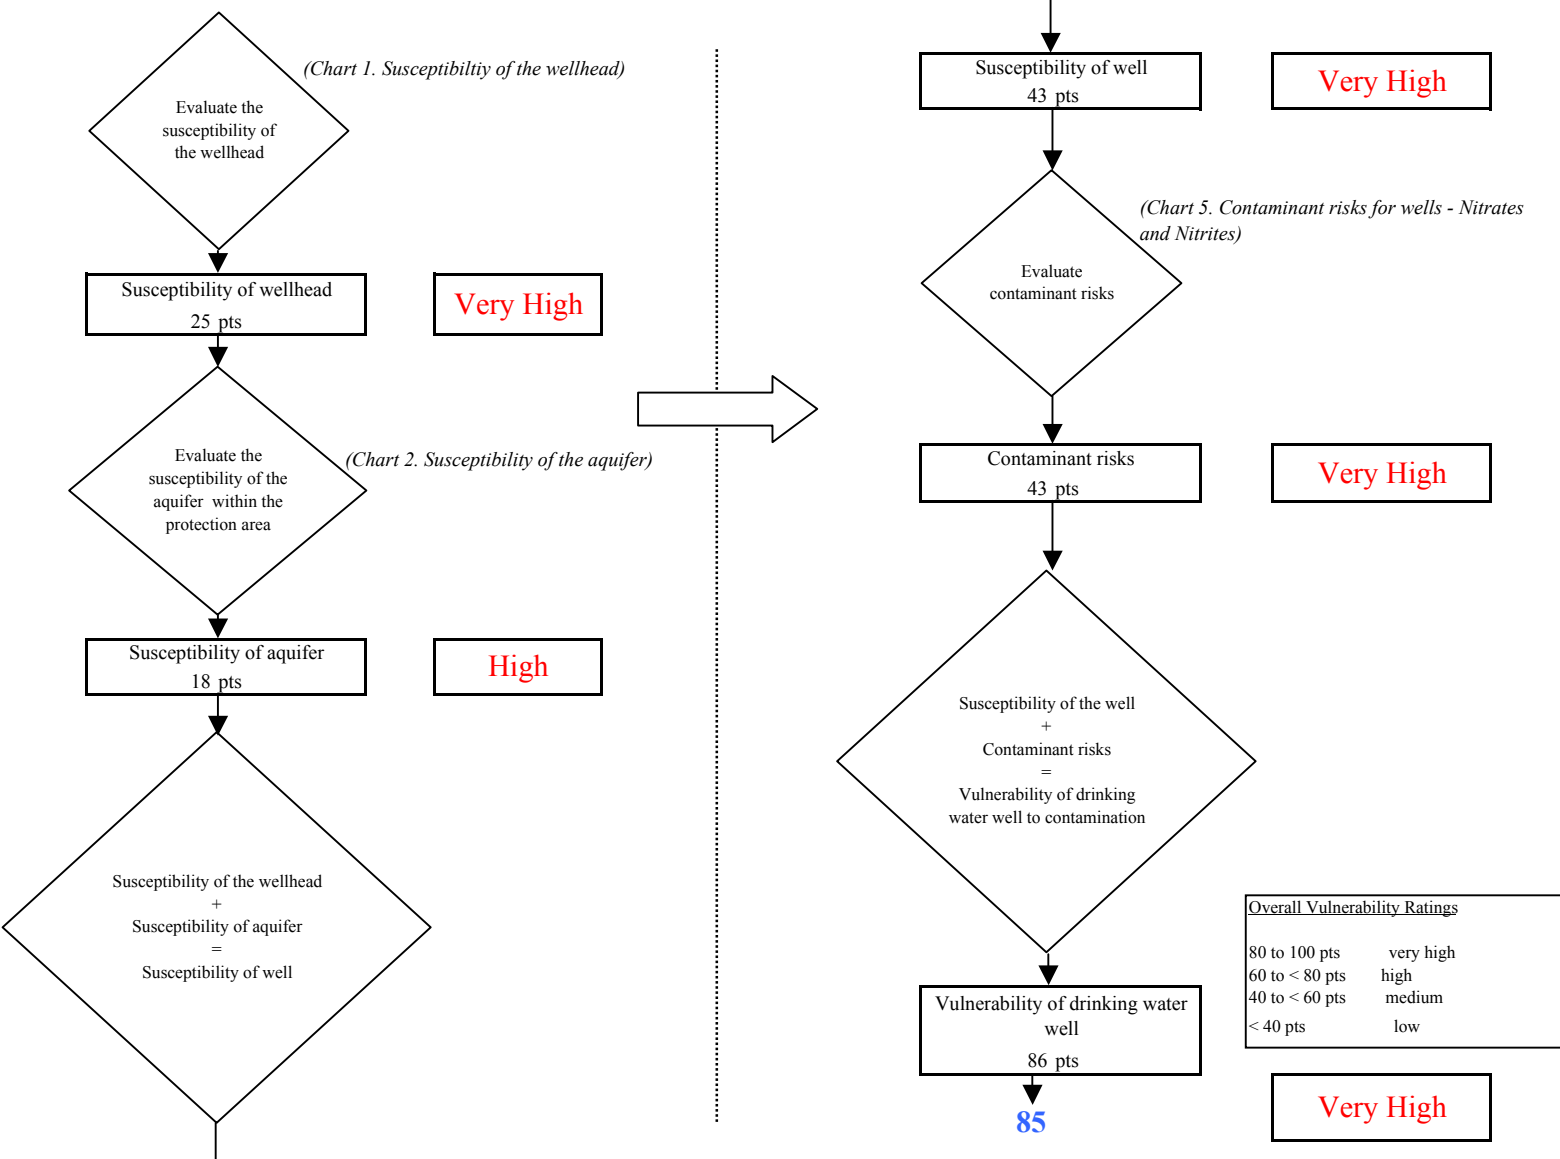 (Chart 1. Susceptibiltiy of the wellhead)
Evaluate the
susceptibility of
the wellhead
Susceptibility of wellhead
25 pts
Very High
Evaluate the
susceptibility of the
aquifer within the
protection area
(Chart 2. Susceptibility of the aquifer)
Susceptibility of aquifer
18 pts
High
Susceptibility of the wellhead
+
Susceptibility of aquifer
=
Susceptibility of well
Susceptibility of well
43 pts
Very High
(Chart 5. Contaminant risks for wells - Nitrates
and Nitrites)
Evaluate
contaminant risks
Contaminant risks
43 pts
Very High
Susceptibility of the well
+
Contaminant risks
=
Vulnerability of drinking
water well to contamination
Overall Vulnerability Ratings
80 to 100 pts very high
60 to < 80 pts high
40 to < 60 pts medium
< 40 pts low
Vulnerability of drinking water
well
86 pts
85
Very High